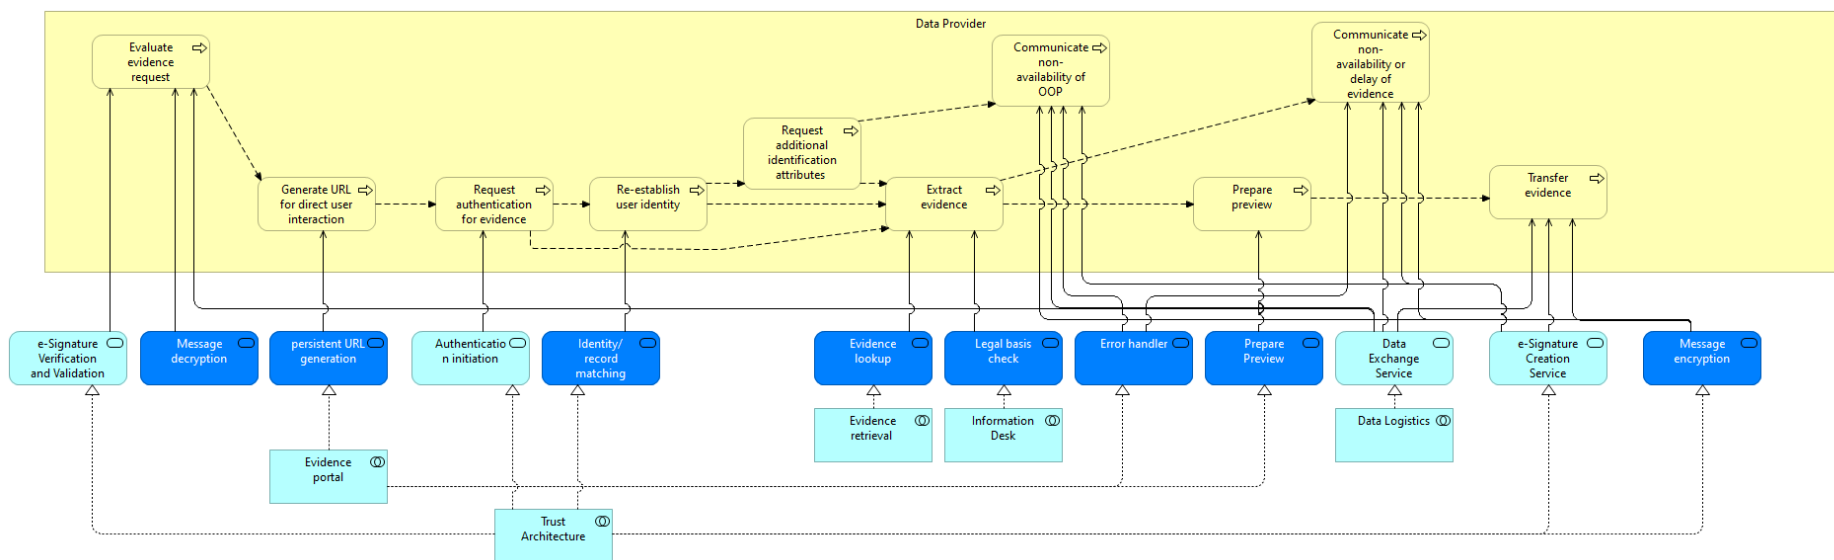 Data Provider
Evaluate
evidence
request
Communicate
non-
availability of
OOP
Communicate
non-
availability or
delay of
evidence
Request
additional
identification
attributes
Generate URL
for direct user
interaction
Request
authentication
for evidence
Re-establish
user identity
Extract
evidence
Prepare
preview
Transfer
evidence
e-Signature
Verification
and Validation
Message
decryption
persistent URL
generation
Authenticatio
n initiation
Identity/
record
matching
Evidence
lookup
Legal basis
check
Error handler
Prepare
Preview
Data
Exchange
Service
e-Signature
Creation
Service
Message
encryption
Evidence
retrieval
Information
Desk
Data Logistics
Evidence
portal
Trust
Architecture